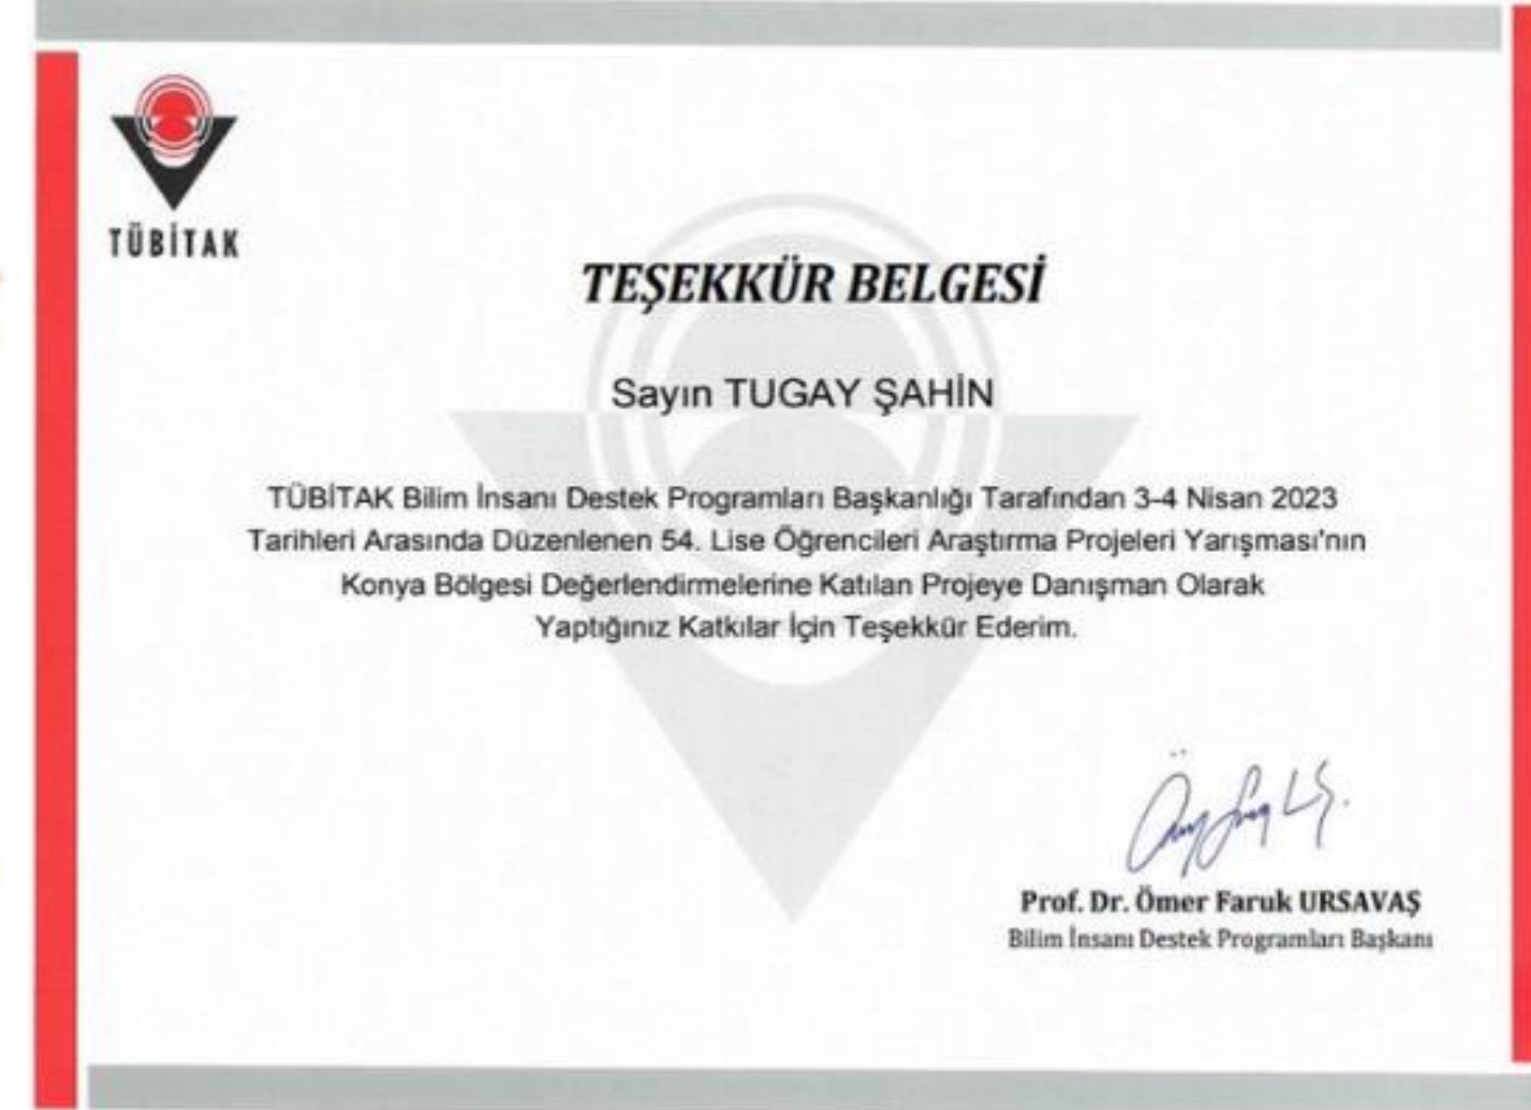 TÜBİTAK
TEŞEKKÜR BELGESİ
Sayın TUGAY ŞAHİN
TÜBİTAK Bilim İnsanı Destek Programları Başkanlığı Tarafından 3-4 Nisan 2023
Tarihleri Arasında Düzenlenen 54. Lise Öğrencileri Araştırma Projeleri Yarışması'nın
Konya Bölgesi Değerlendirmelerine Katılan Projeye Danışman Olarak
Yaptığınız Katkılar İçin Teşekkür Ederim.
Prof. Dr. Ömer Faruk URSAVAŞ
Bilim İnsanı Destek Programları Başkanı